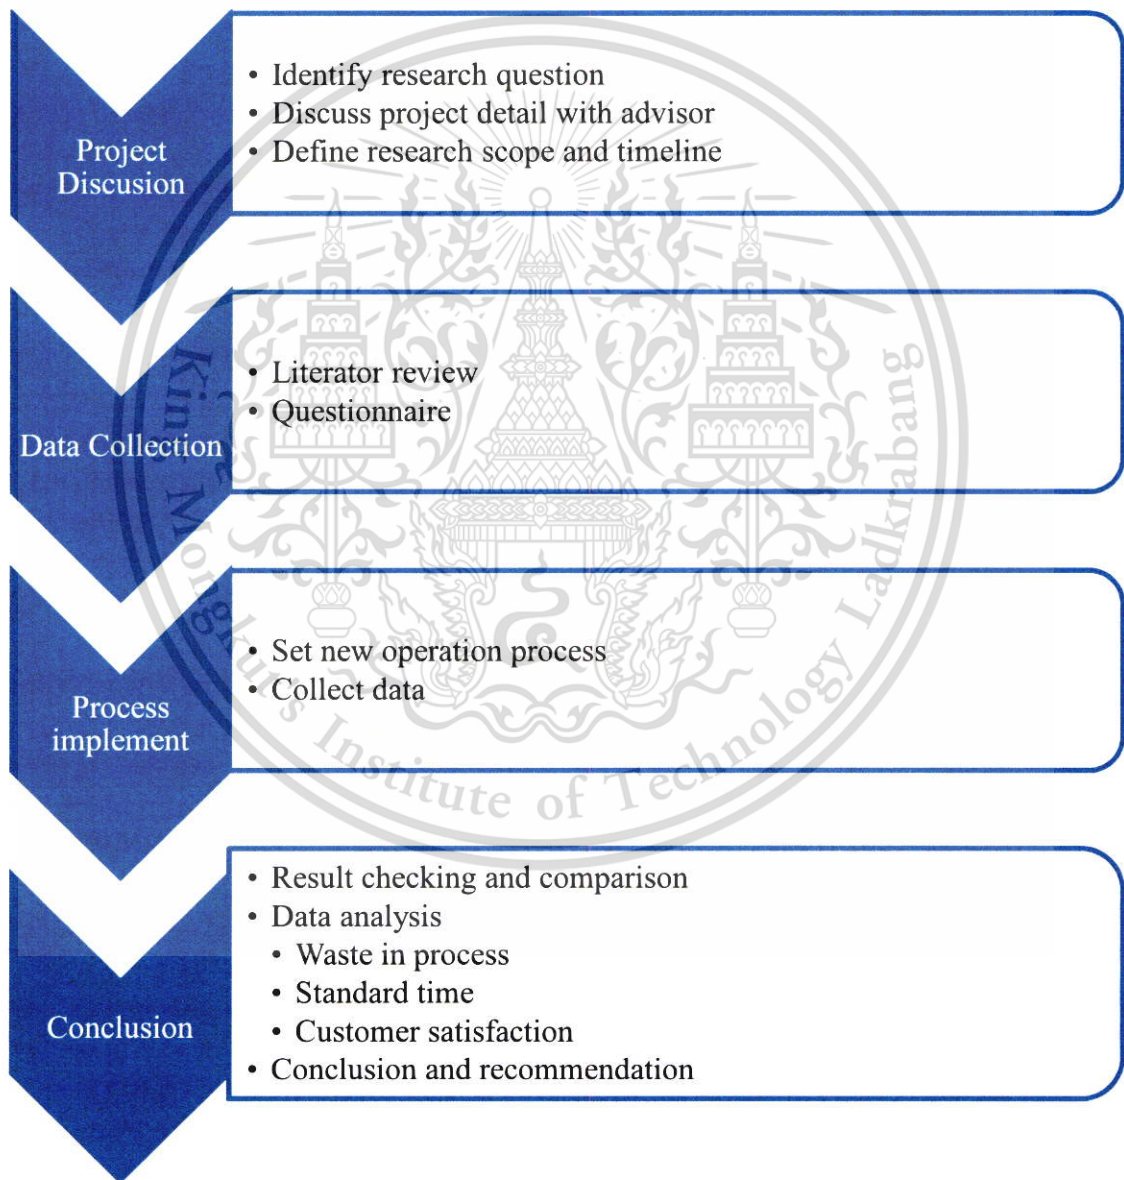 Project
Discusion
• Identify research question
• Discuss project detail with advisor
• Define research scope and timeline
Data Collection
• Literator review
• Questionnaire
Process
implement
• Set new operation process
• Collect data
Conclusion
• Result checking and comparison
• Data analysis
• Waste in process
• Standard time
• Customer satisfaction
• Conclusion and recommendation
King Mongkut's Institute of Technology Ladkrabang